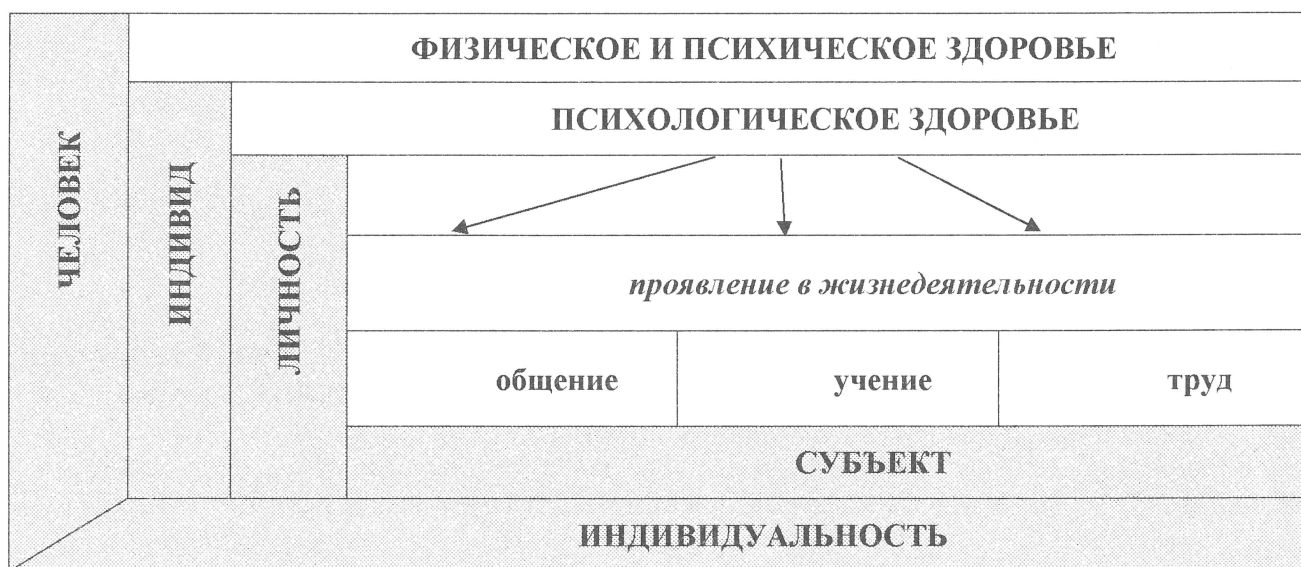 ФИЗИЧЕСКОЕ И ПСИХИЧЕСКОЕ ЗДОРОВЬЕ
ПСИХОЛОГИЧЕСКОЕ ЗДОРОВЬЕ
ЧЕЛОВЕК
ИНДИВИД
ЛИЧНОСТЬ
проявление в жизнедеятельности
общение
учение
труд
СУБЪЕКТ
ИНДИВИДУАЛЬНОСТЬ